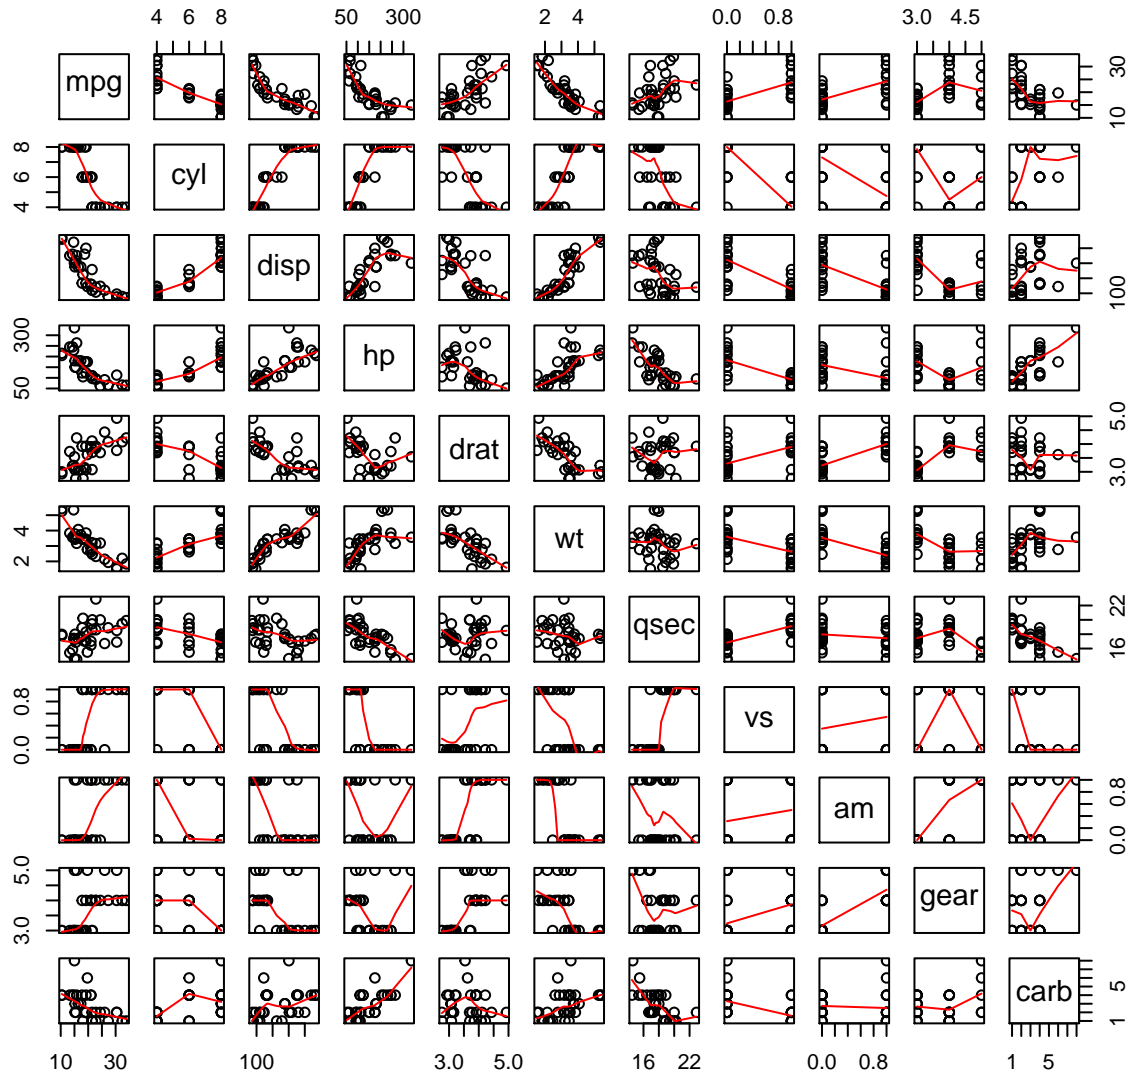 4 6 8 50 300 2 4 0.0 0.8 3.0 4.5
mpg 10 30
4 6 8 cyl
disp 100
50 300 hp
drat 3.0 5.0
2 4 wt
qsec 16 22
0.0 0.8 vs
am 0.0 0.8
3.0 5.0 gear
carb 1 5
10 30 100 3.0 5.0 16 22 0.0 0.8 1 5